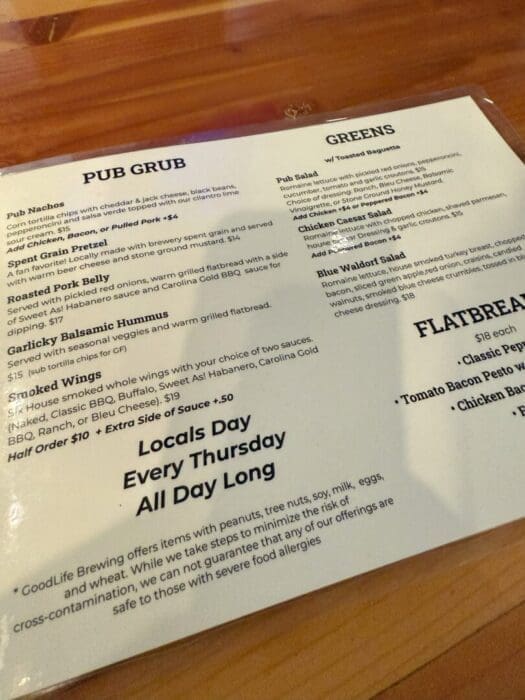 PUB GRUB
Pub Nachos
Corn tortilla chips with cheddar & jack cheese, black beans,
pepperoncini and salsa verde topped with our cilantro lime
sour cream. $15
Add Chicken, Bacon, or Pulled Pork +$4
Spent Grain Pretzel
A fan favorite! Locally made with brewery spent grain and served
with warm beer cheese and stone ground mustard. $14
Roasted Pork Belly
Served with pickled red onions, warm grilled flatbread with a side
of Sweet As! Habanero sauce and Carolina Gold BBQ sauce for
dipping. $17
Garlicky Balsamic Hummus
Served with seasonal veggies and warm grilled flatbread.
$15 (sub tortilla chips for GF)
Smoked Wings
Six House smoked whole wings with your choice of two sauces.
(Naked, Classic BBQ, Buffalo, Sweet As! Habanero, Carolina Gold
BBQ, Ranch, or Bleu Cheese). $19
Half Order $10 + Extra Side of Sauce +.50
Locals Day
Every Thursday
All Day Long
* GoodLife Brewing offers items with peanuts, tree nuts, soy, milk, eggs,
and wheat. While we take steps to minimize the risk of
cross-contamination, we can not guarantee that any of our offerings are
safe to those with severe food allergies
GREENS
w/ Toasted Baguette
Pub Salad
Romaine lettuce with pickled red onions, pepperoncini,
cucumber, tomato and garlic croutons. $15
Choice of dressing: Ranch, Bleu Cheese, Balsamic
Vinaigrette, or Stone Ground Honey Mustard.
Add Chicken +$4 or Peppered Bacon +$4
Chicken Caesar Salad
Romaine lettuce with chopped chicken, shaved parmesan,
house Caesar Dressing & garlic croutons. $15
Add Peppered Bacon +$4
Blue Waldorf Salad
Romaine lettuce, house smoked turkey breast, chopped
bacon, sliced green apple, red onion, craisins, candied
walnuts, smoked blue cheese crumbles, tossed in bl
cheese dressing. $18
FLATBREA
$18 each
• Classic Pepp
• Tomato Bacon Pesto w
• Chicken Bac